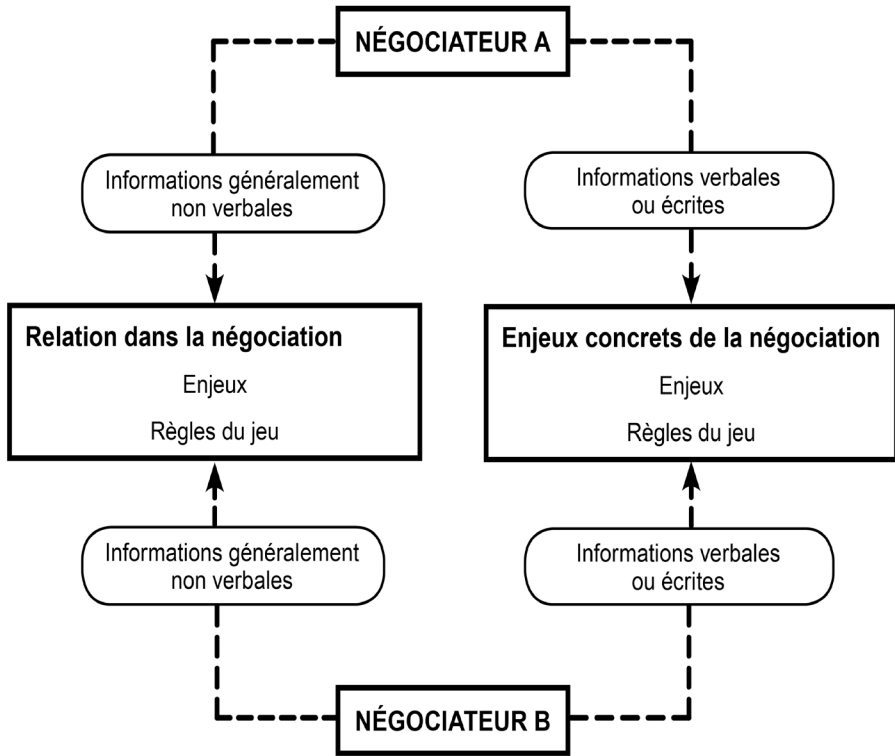 NÉGOCIATEUR A
Informations généralement
non verbales
Informations verbales
ou écrites
Relation dans la négociation
Enjeux
Règles du jeu
Enjeux concrets de la négociation
Enjeux
Règles du jeu
Informations généralement
non verbales
Informations verbales
ou écrites
NÉGOCIATEUR B